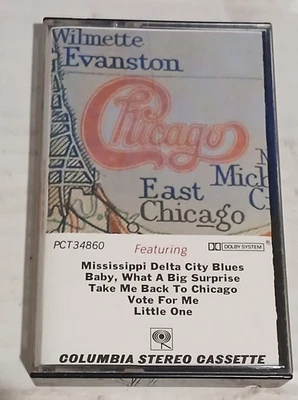 Wilmette
Evanston
Chicago
Mich
East
Chicago
PCT34860
Featuring
DOLBY SYSTEM
®
Mississippi Delta City Blues
Baby, What A Big Surprise
Take Me Back To Chicago
Vote For Me
Little One
COLUMBIA STEREO CASSETTE